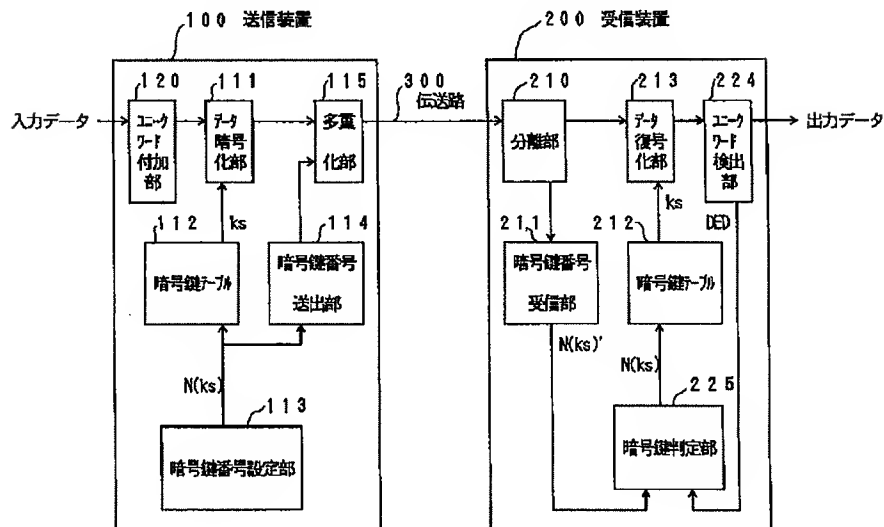 100 送信装置
200 受信装置
120
111
115
300
伝送路
210
213
224
入力データ
ユニーク
ワード
付加部
データ
暗号
化部
多重
化部
分離部
データ
復号
化部
ユニーク
ワード
検出部
出力データ
112
ks
114
211
212
ks
DED
暗号鍵テーブル
暗号鍵番号
送出部
暗号鍵番号
受信部
暗号鍵テーブル
N(ks)
N(ks)'
N(ks)
113
225
暗号鍵番号設定部
暗号鍵判定部